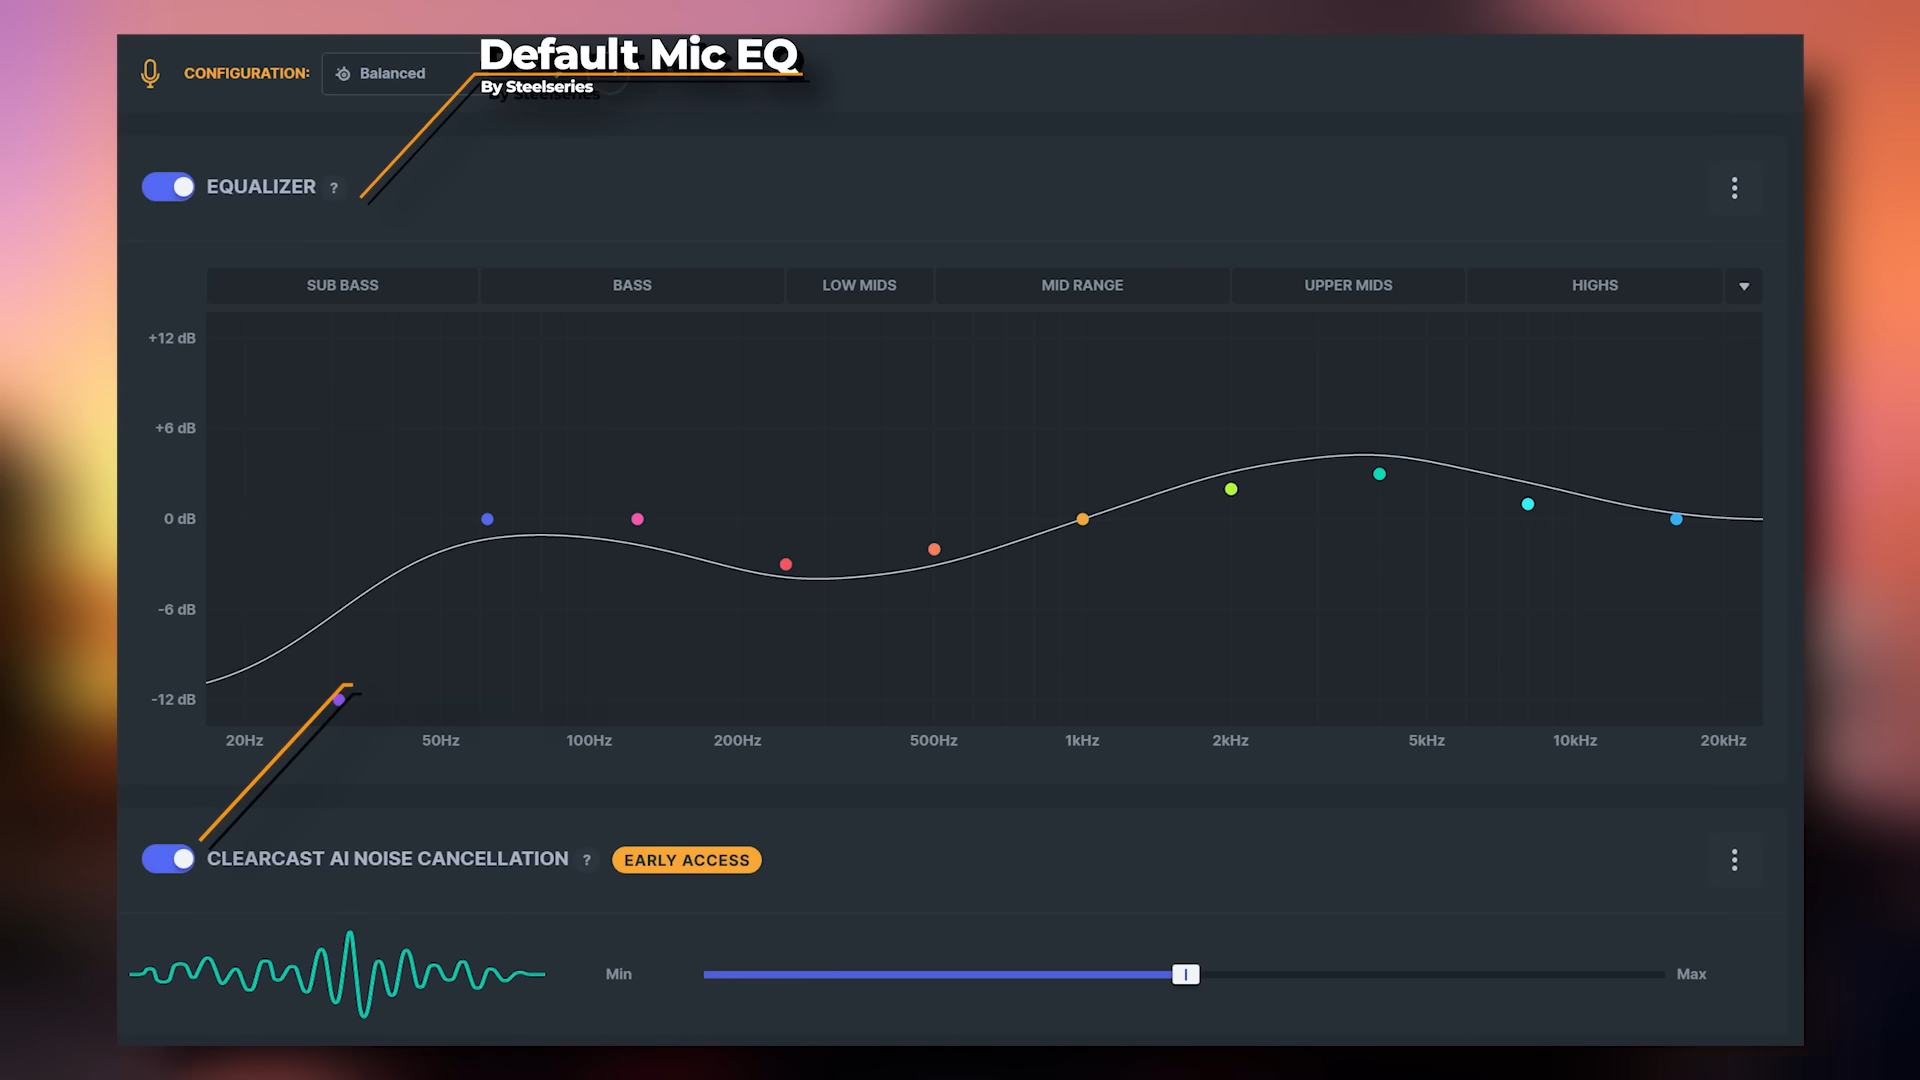 Default Mic EQ
CONFIGURATION: Balanced
By Steelseries
EQUALIZER ?
SUB BASS BASS LOW MIDS MID RANGE UPPER MIDS HIGHS
+12 dB
+6 dB
0 dB
-6 dB
-12 dB
20Hz 50Hz 100Hz 200Hz 500Hz 1kHz 2kHz 5kHz 10kHz 20kHz
CLEARCAST AI NOISE CANCELLATION ? EARLY ACCESS
Min Max